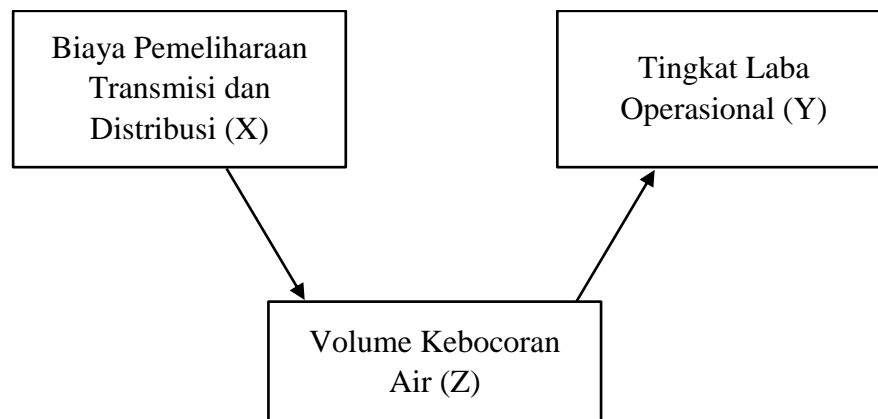 Biaya Pemeliharaan
Transmisi dan
Distribusi (X)
Tingkat Laba
Operasional (Y)
Volume Kebocoran
Air (Z)